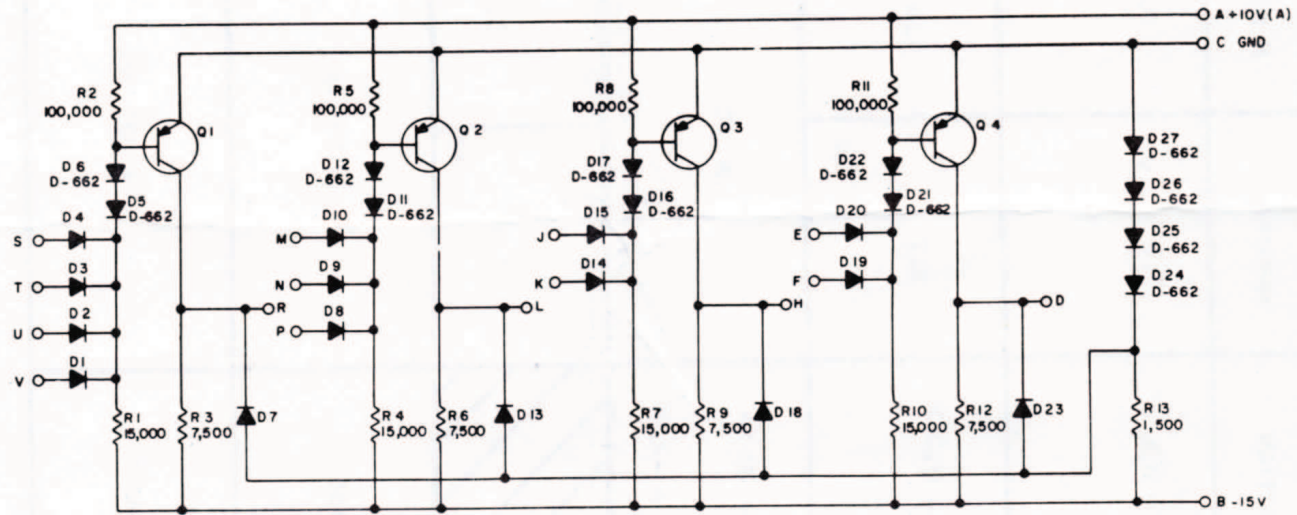 A +10V(A)
C GND
R2
100,000
R5
100,000
R8
100,000
R11
100,000
Q1
Q2
Q3
Q4
D6
D-662
D5
D-662
D12
D-662
D11
D-662
D17
D-662
D16
D-662
D22
D-662
D21
D-662
D27
D-662
D26
D-662
D25
D-662
D24
D-662
S
D4
T
D3
U
D2
V
D1
M
D10
N
D9
P
D8
J
D15
K
D14
E
D20
F
D19
R
L
H
D
R1
15,000
R3
7,500
D7
R4
15,000
R6
7,500
D13
R7
15,000
R9
7,500
D18
R10
15,000
R12
7,500
D23
R13
1,500
B -15V